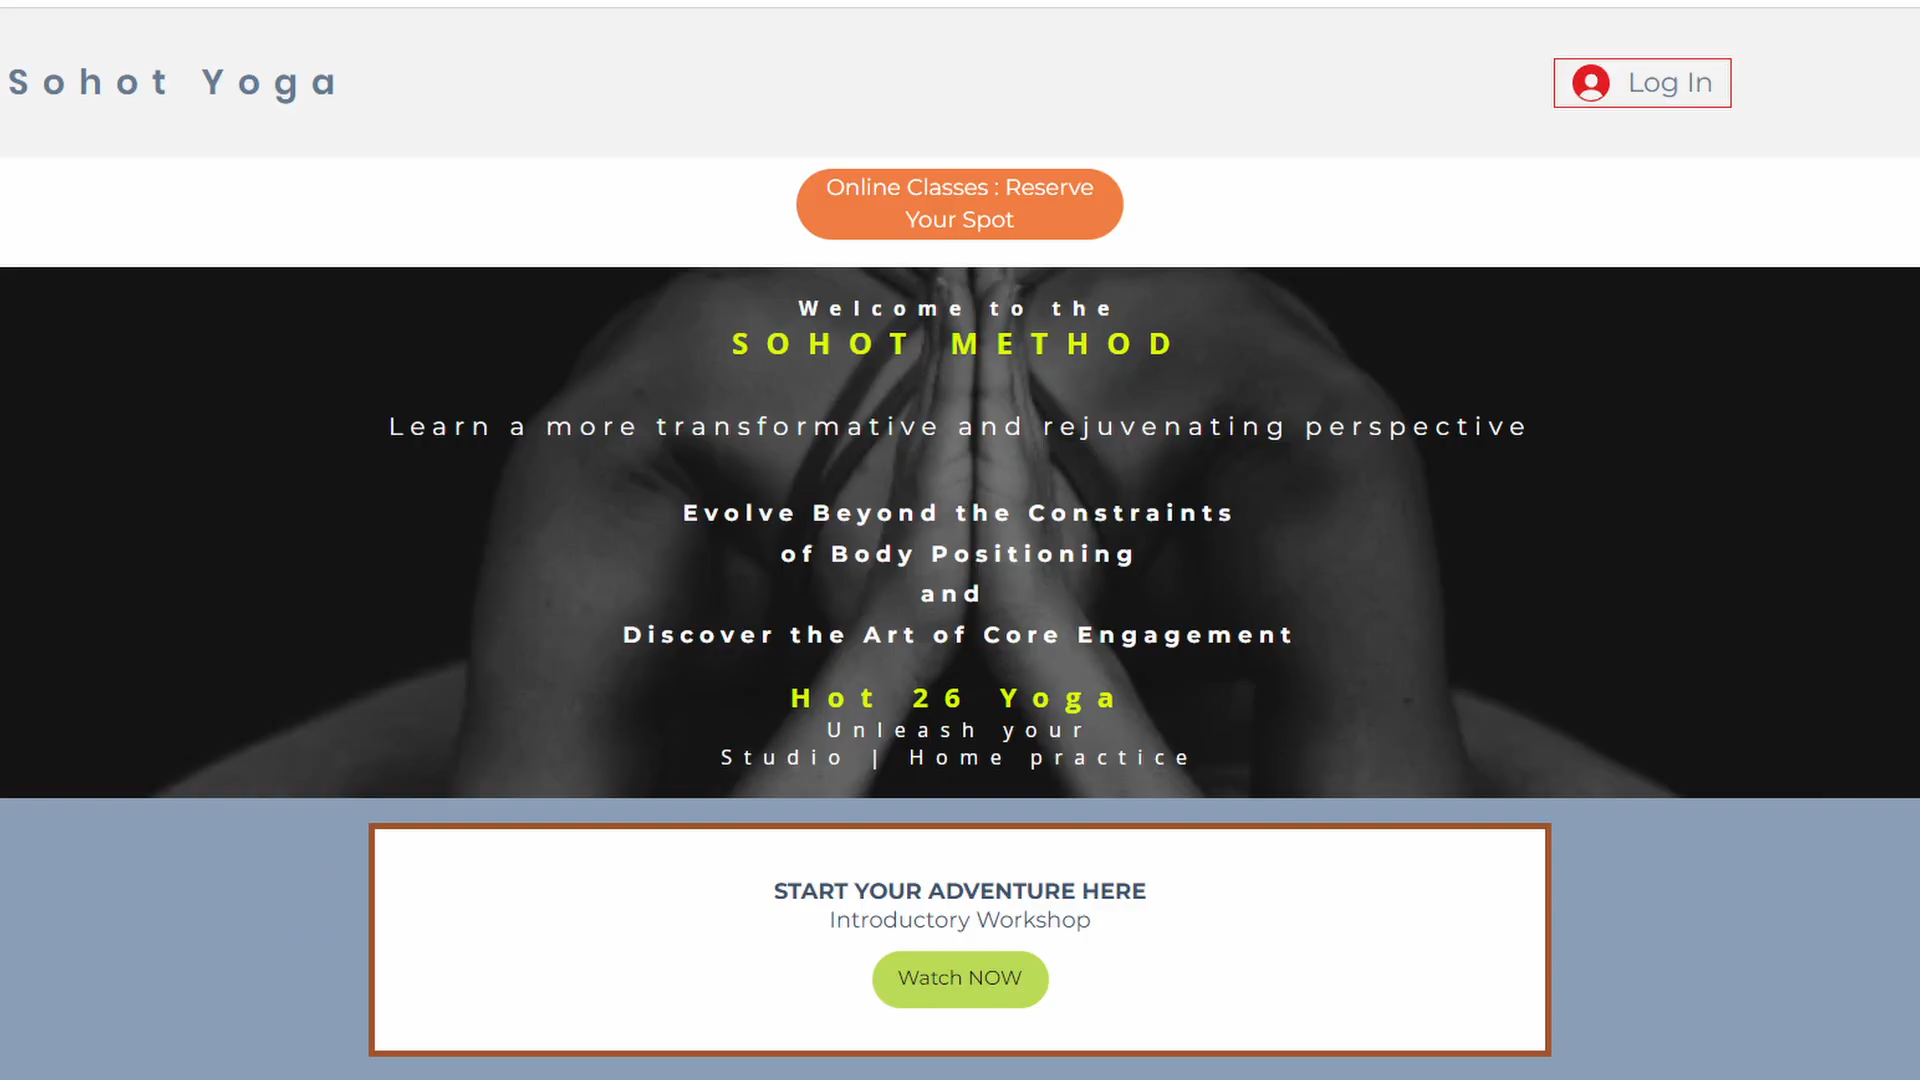 Sohot Yoga
Log In
Online Classes : Reserve
Your Spot
Welcome to the
SOHOT METHOD
Learn a more transformative and rejuvenating perspective
Evolve Beyond the Constraints
of Body Positioning
and
Discover the Art of Core Engagement
Hot 26 Yoga
Unleash your
Studio | Home practice
START YOUR ADVENTURE HERE
Introductory Workshop
Watch NOW